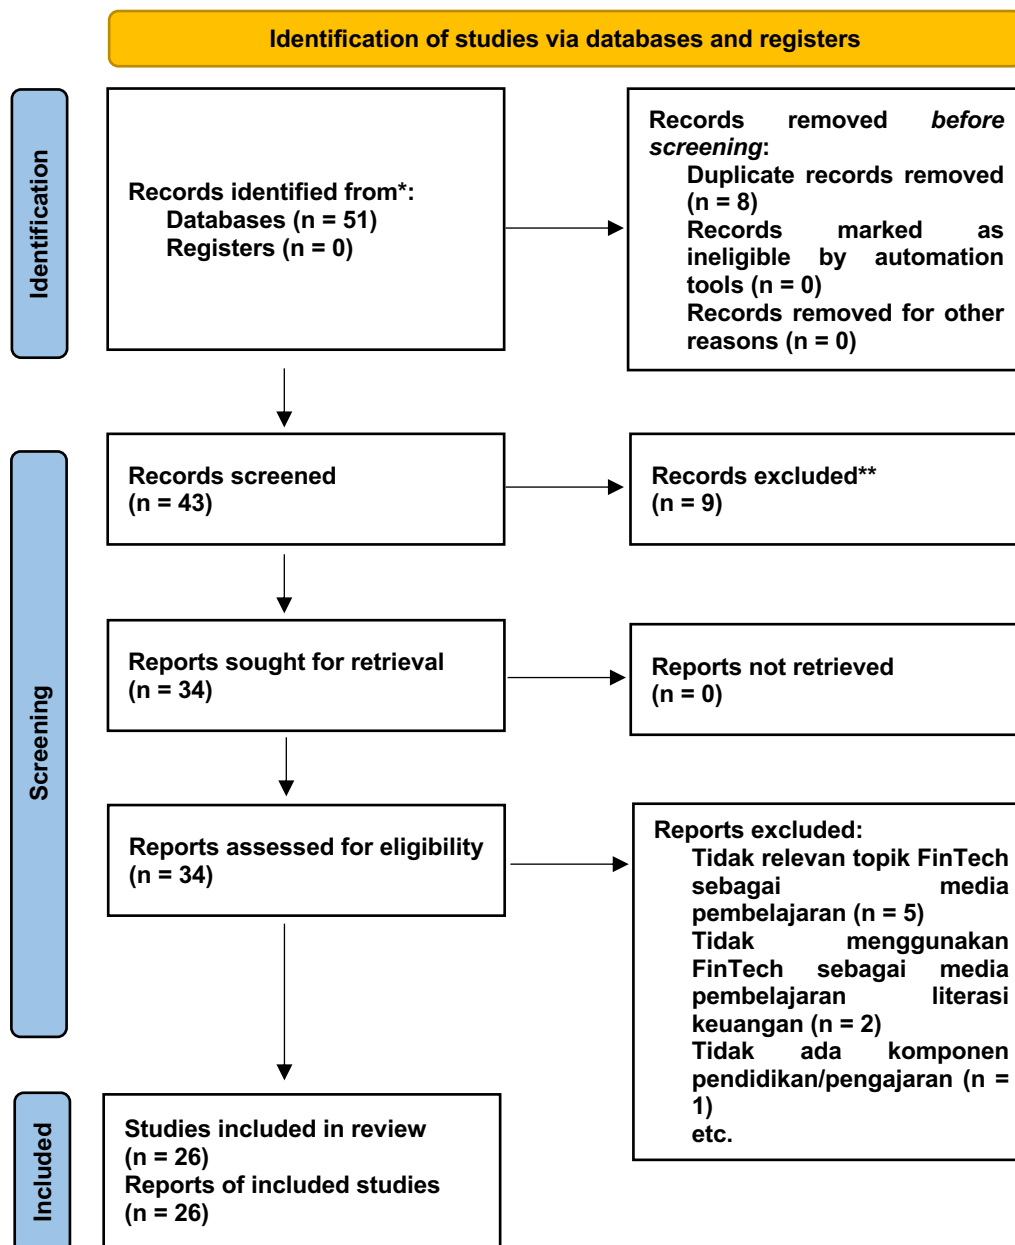 Identification of studies via databases and registers
Identification
Records identified from*:
Databases (n = 51)
Registers (n = 0)
Records removed before
screening:
Duplicate records removed
(n = 8)
Records marked as
ineligible by automation
tools (n = 0)
Records removed for other
reasons (n = 0)
Screening
Records screened
(n = 43)
Records excluded**
(n = 9)
Reports sought for retrieval
(n = 34)
Reports not retrieved
(n = 0)
Reports assessed for eligibility
(n = 34)
Reports excluded:
Tidak relevan topik FinTech
sebagai media
pembelajaran (n = 5)
Tidak menggunakan
FinTech sebagai media
pembelajaran literasi
keuangan (n = 2)
Tidak ada komponen
pendidikan/pengajaran (n =
1)
etc.
Included
Studies included in review
(n = 26)
Reports of included studies
(n = 26)